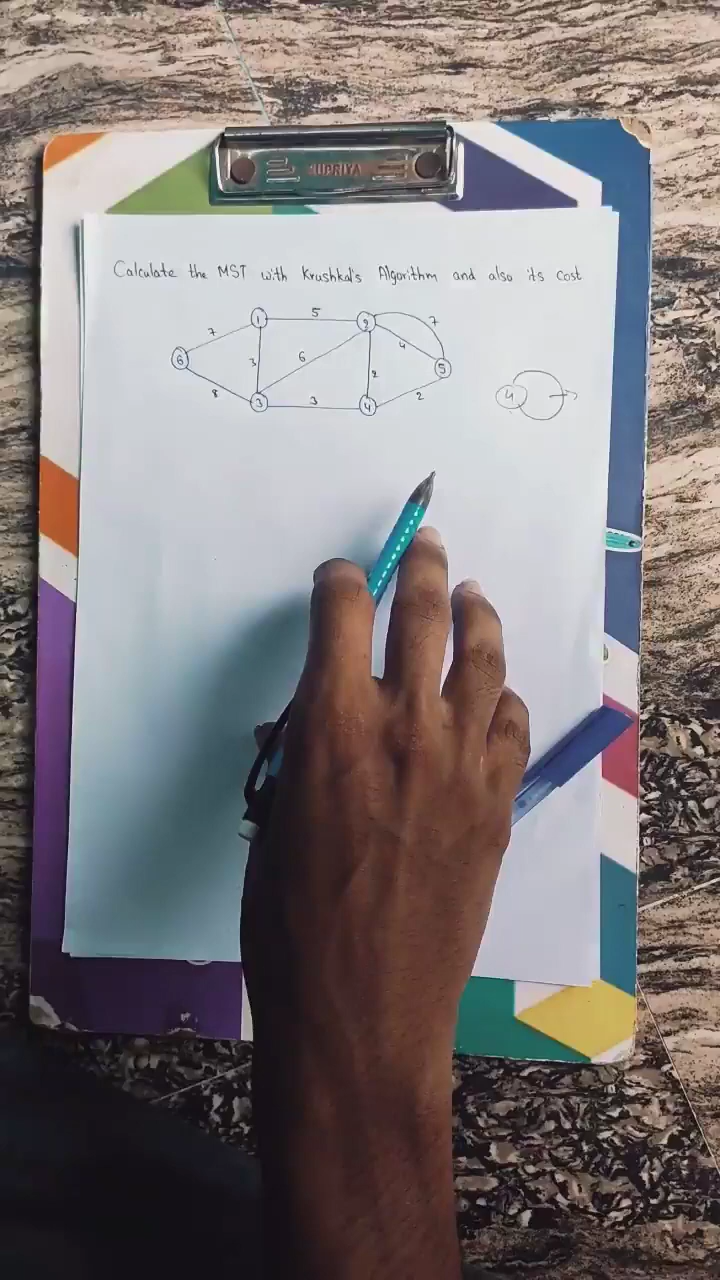 SUPRIYA
Calculate the MST with Krushkal's Algorithm and also its cost
1 5 2 7
7 4
6 3 6 2 5
8 3 2
3 4
4